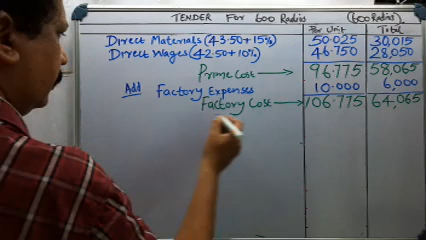 TENDER For 600 Radios (600 Radios)
Per Unit Total
Direct Materials (43.50+15%) 50.025 30,015
Direct Wages (42.50+10%) 46.750 28,050
Prime Cost → 96.775 58,065
Add Factory Expenses 10.000 6,000
Factory Cost → 106.775 64,065